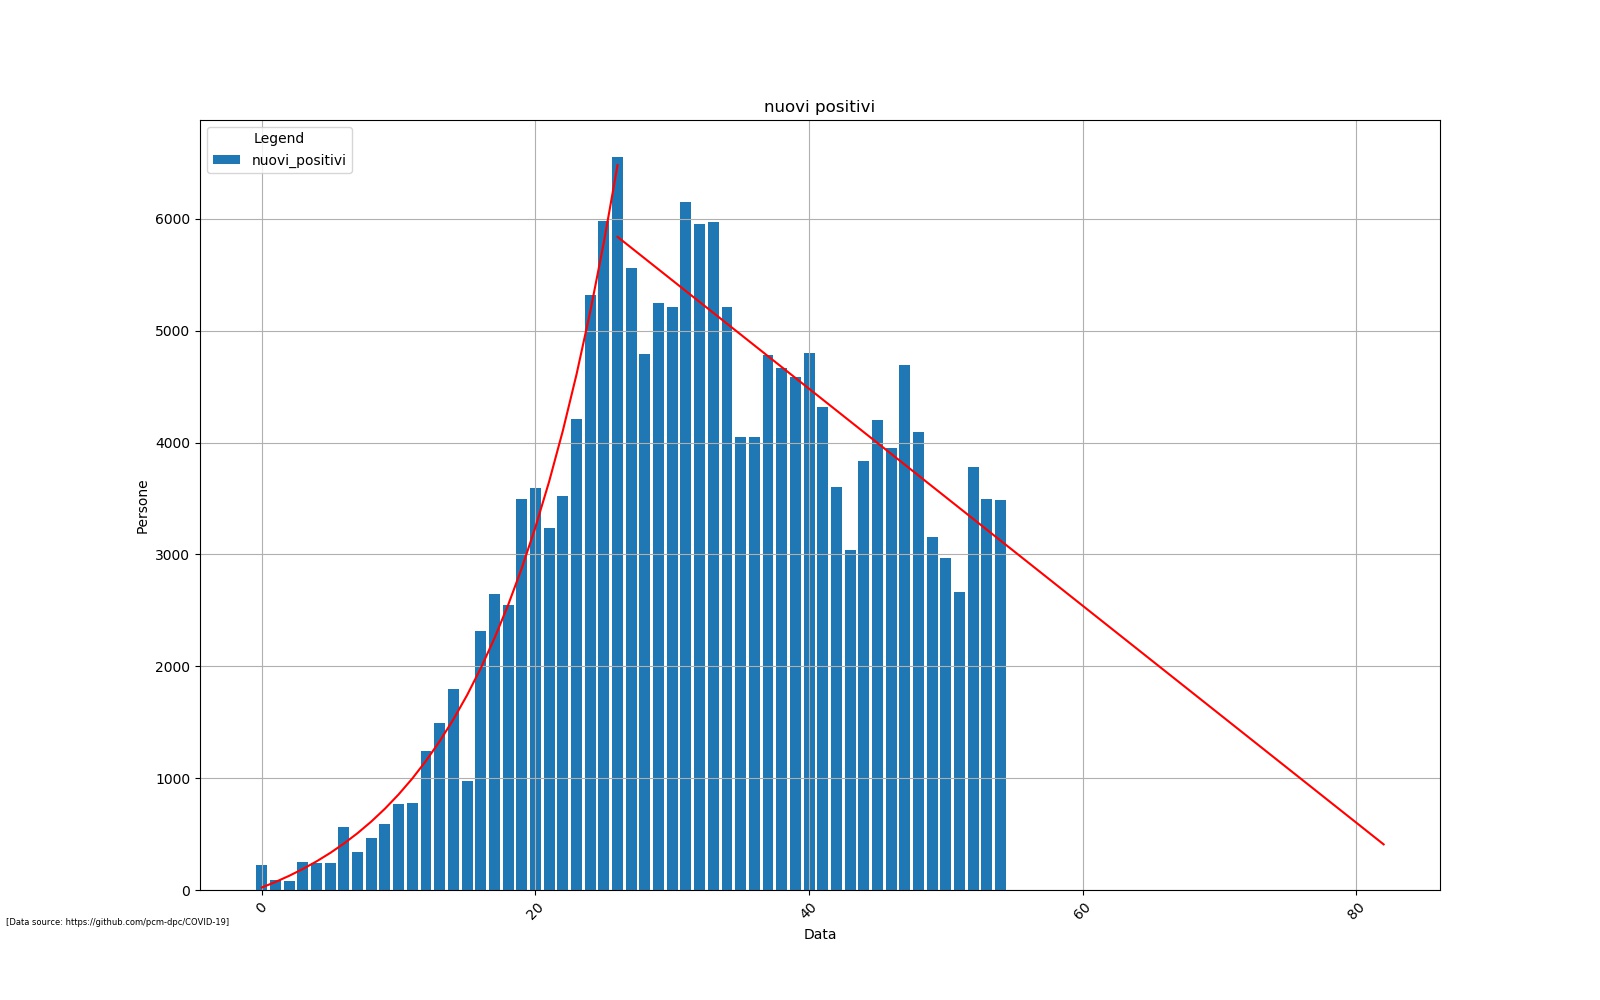 nuovi positivi
Legend
nuovi_positivi
Persone
6000
5000
4000
3000
2000
1000
0
0
20
40
60
80
Data
[Data source: https://github.com/pcm-dpc/COVID-19]